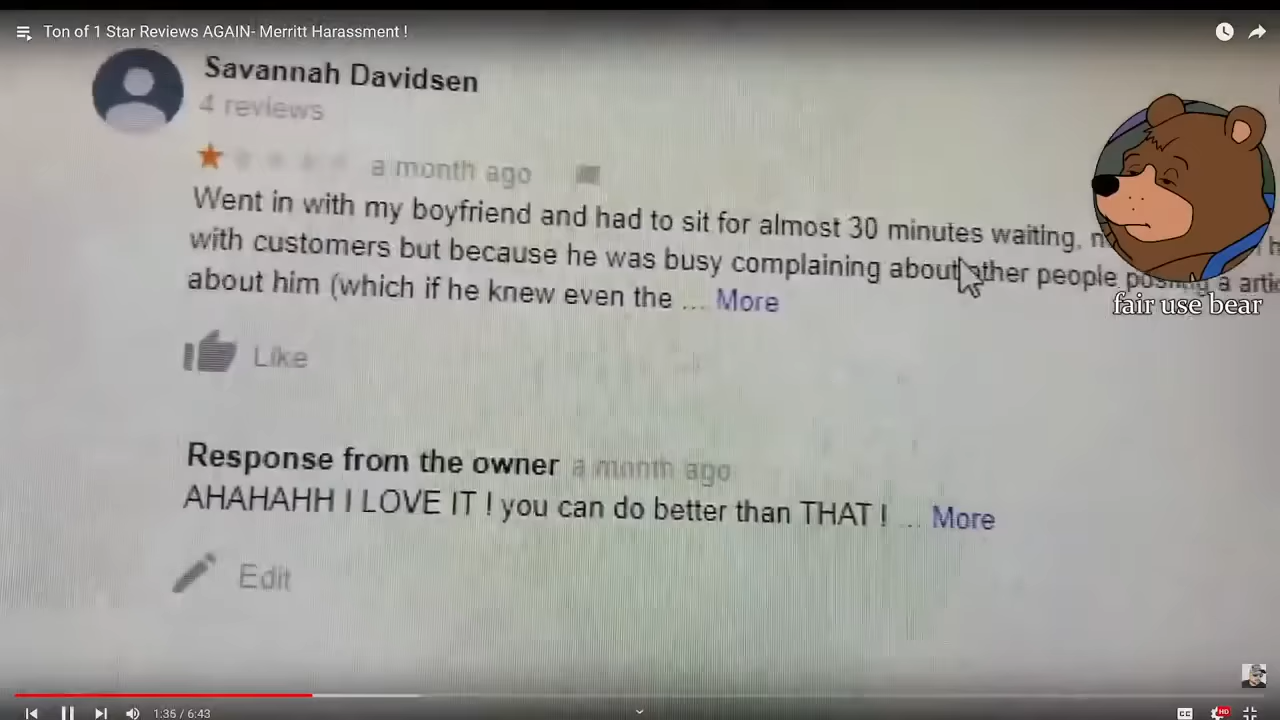 Ton of 1 Star Reviews AGAIN- Merritt Harassment !
Savannah Davidsen
4 reviews
a month ago
Went in with my boyfriend and had to sit for almost 30 minutes waiting,
with customers but because he was busy complaining about other people posting a
about him (which if he knew even the ... More
fair use bear
Like
Response from the owner a month ago
AHAHAHH I LOVE IT ! you can do better than THAT ! ... More
Edit
1:35 / 6:43
CC
HD